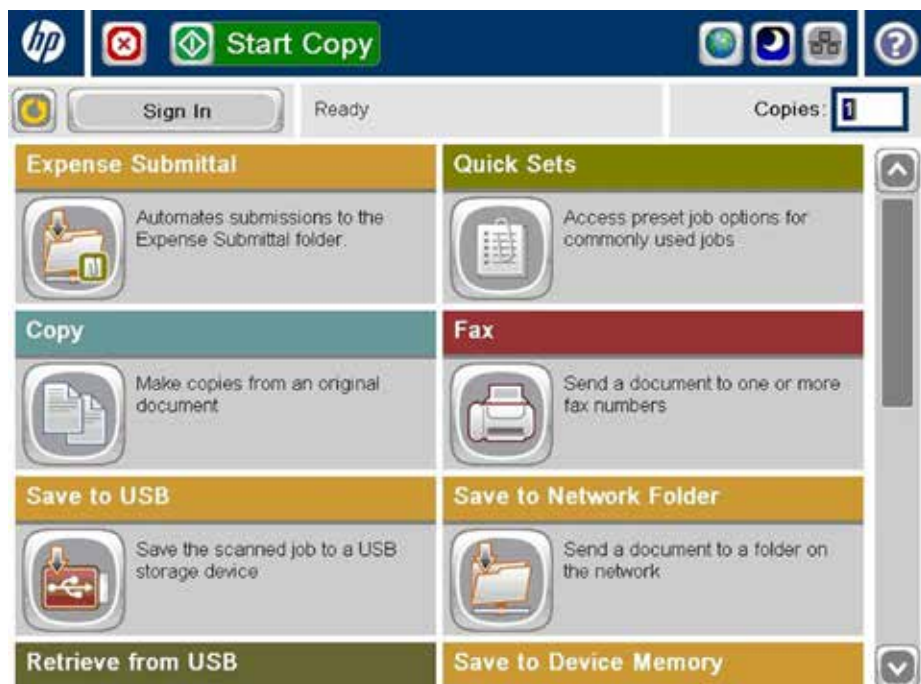 hp
Start Copy
?
Sign In
Ready
Copies: 1
Expense Submittal
Quick Sets
Automates submissions to the
Expense Submittal folder.
Access preset job options for
commonly used jobs
Copy
Fax
Make copies from an original
document
Send a document to one or more
fax numbers
Save to USB
Save to Network Folder
Save the scanned job to a USB
storage device
Send a document to a folder on
the network
Retrieve from USB
Save to Device Memory